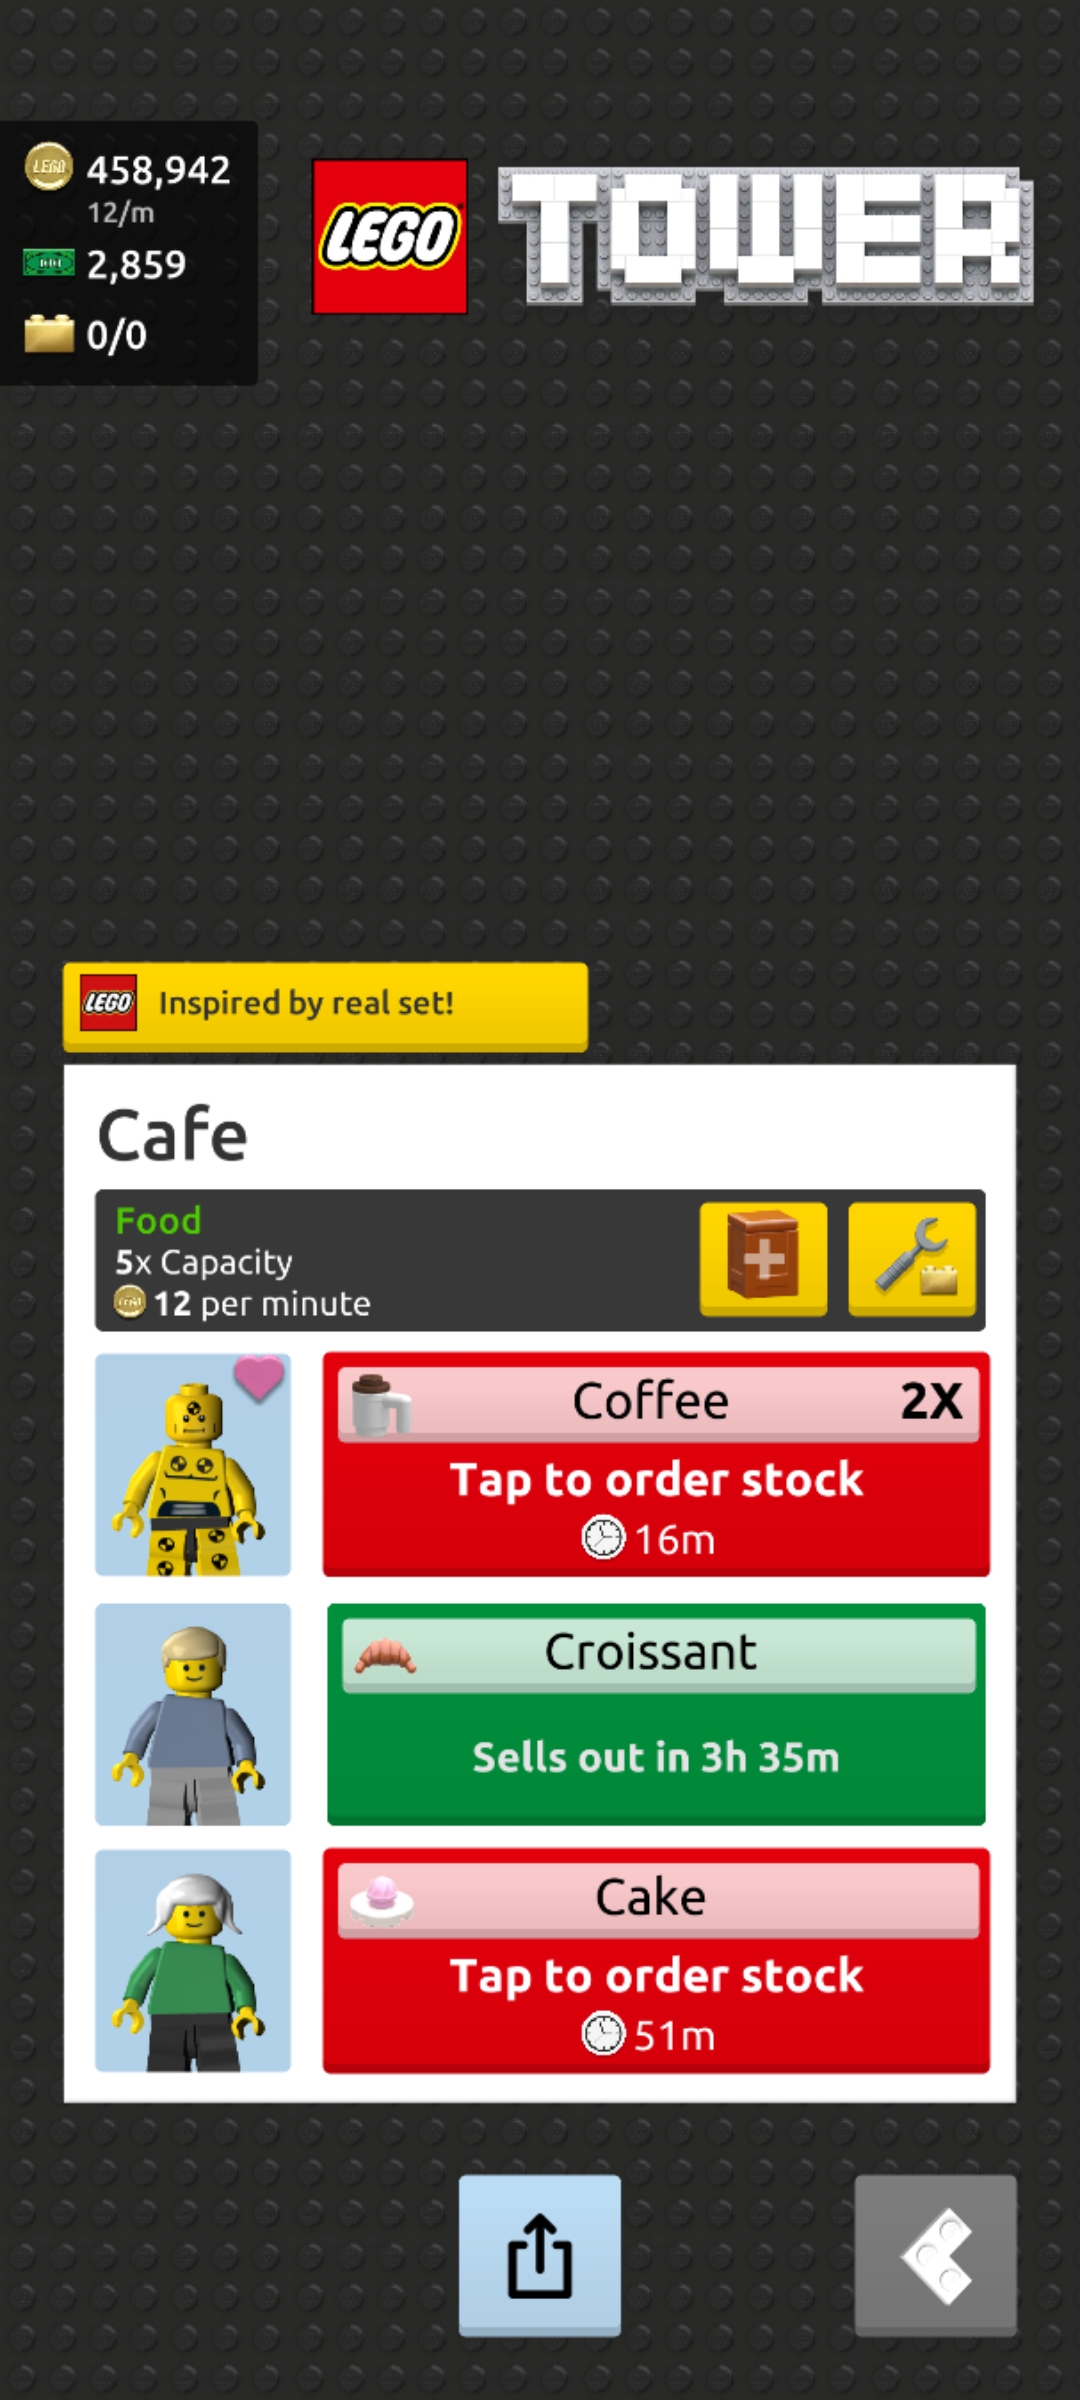 458,942
12/m
2,859
0/0
LEGO TOWER
LEGO Inspired by real set!
Cafe
Food
5x Capacity
12 per minute
Coffee 2X
Tap to order stock
16m
Croissant
Sells out in 3h 35m
Cake
Tap to order stock
51m